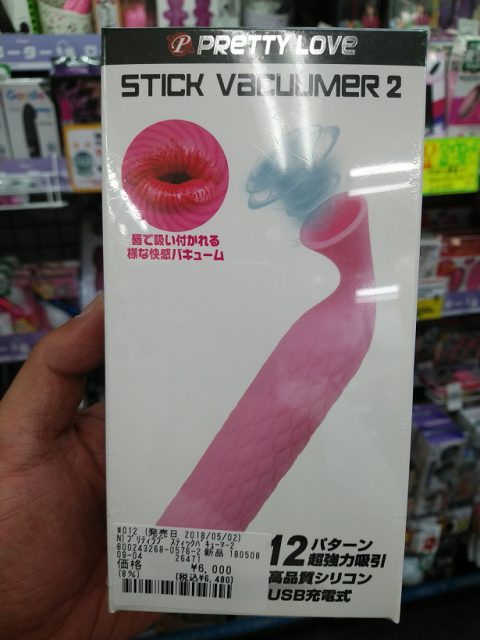 PRETTY LOVE
STICK VACUUMER 2
唇で吸い付かれる
様な快感バキューム
#012 (発売日 2018/05/02)
N)プリティラブ スティックバキューマー2
800243268-0576-2 新品 180508
09-04 28471
価格 ¥6,000
(8%) (税込¥6,480)
12 パターン
超強力吸引
高品質シリコン
USB充電式